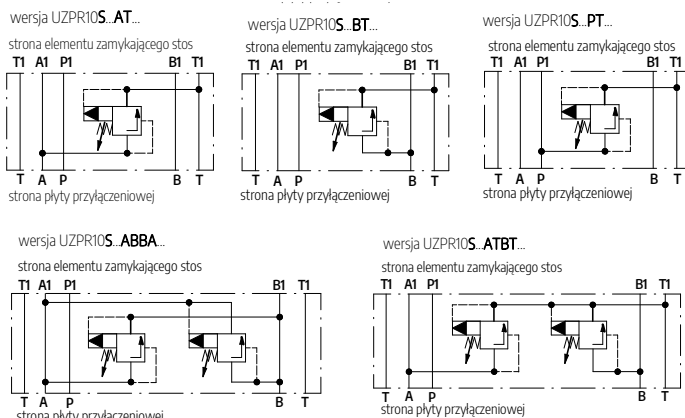 wersja UZPR10S...AT...
strona elementu zamykającego stos
T1 A1 P1 B1 T1
T A P B T
strona płyty przyłączeniowej
wersja UZPR10S...BT...
strona elementu zamykającego stos
T1 A1 P1 B1 T1
T A P B T
strona płyty przyłączeniowej
wersja UZPR10S...PT...
strona elementu zamykającego stos
T1 A1 P1 B1 T1
T A P B T
strona płyty przyłączeniowej
wersja UZPR10S...ABBA...
strona elementu zamykającego stos
T1 A1 P1 B1 T1
T A P B T
strona płyty przyłączeniowej
wersja UZPR10S...ATBT...
strona elementu zamykającego stos
T1 A1 P1 B1 T1
T A P B T
strona płyty przyłączeniowej